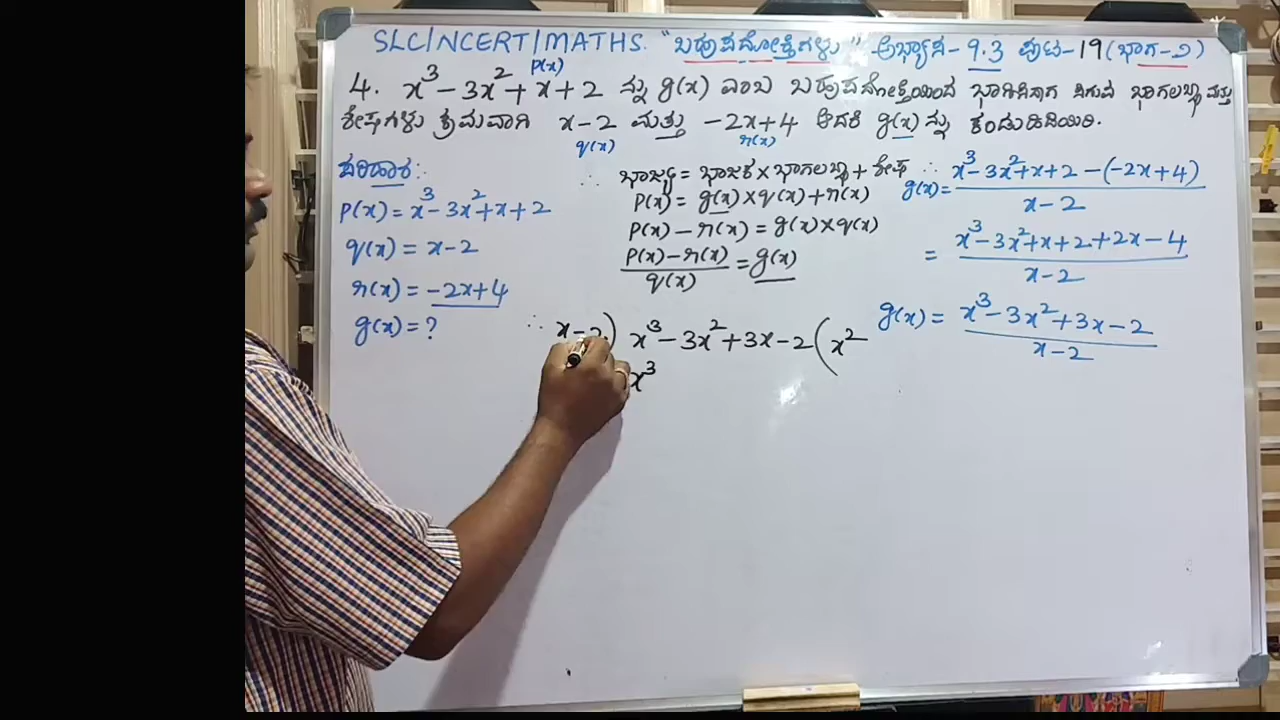 SLC/NCERT/MATHS. "ಬಹುಪದೋಕ್ತಿಗಳು" ಅಭ್ಯಾಸ-9.3 ಪುಟ-19 (ಭಾಗ-೨)
p(x)
4. x³ - 3x² + x + 2 ನ್ನು g(x) ಎಂಬ ಬಹುಪದೋಕ್ತಿಯಿಂದ ಭಾಗಿಸಿದಾಗ ಸಿಗುವ ಭಾಗಲಬ್ಧ ಮತ್ತು
ಶೇಷಗಳು ಕ್ರಮವಾಗಿ x-2 ಮತ್ತು -2x+4 ಆದರೆ g(x) ನ್ನು ಕಂಡುಹಿಡಿಯಿರಿ.
q(x) r(x)
ಪರಿಹಾರ:
p(x) = x³ - 3x² + x + 2
q(x) = x-2
r(x) = -2x+4
g(x) = ?
∴ ಭಾಜ್ಯ = ಭಾಜಕ × ಭಾಗಲಬ್ಧ + ಶೇಷ
p(x) = g(x) × q(x) + r(x)
p(x) - r(x) = g(x) × q(x)
p(x) - r(x) / q(x) = g(x)
∴ x-2) x³ - 3x² + 3x - 2 (x²
x³
∴ g(x) = x³ - 3x² + x + 2 - (-2x+4) / x-2
= x³ - 3x² + x + 2 + 2x - 4 / x-2
g(x) = x³ - 3x² + 3x - 2 / x-2